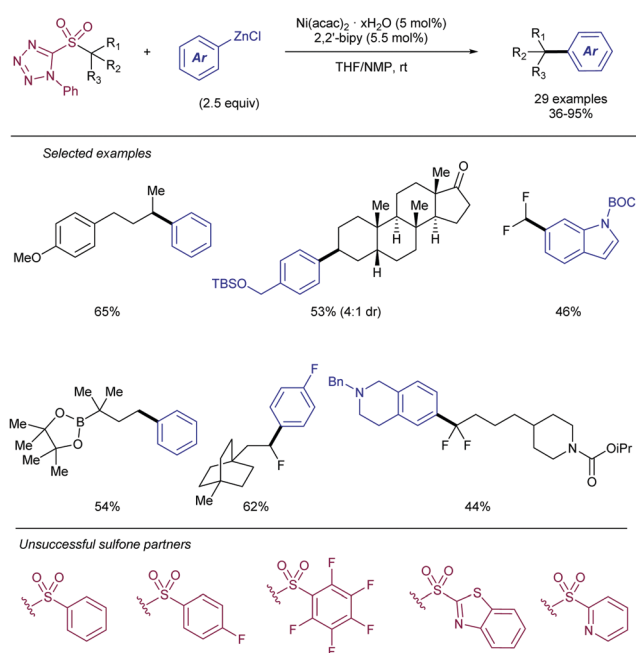 N N N N O O S R1 R2 R3 Ph
+
Ar ZnCl
(2.5 equiv)
Ni(acac)2 · xH2O (5 mol%)
2,2'-bipy (5.5 mol%)
THF/NMP, rt
R1 R2 R3 Ar
29 examples
36-95%
Selected examples
Me MeO
65%
Me Me Me O H H H TBSO
53% (4:1 dr)
F F BOC N
46%
Me Me Me Me Me Me O O B
54%
F F Me
62%
Bn N F F N O OiPr
44%
Unsuccessful sulfone partners
O O S
O O S F
O O S F F F F F
O O S S N
O O S N